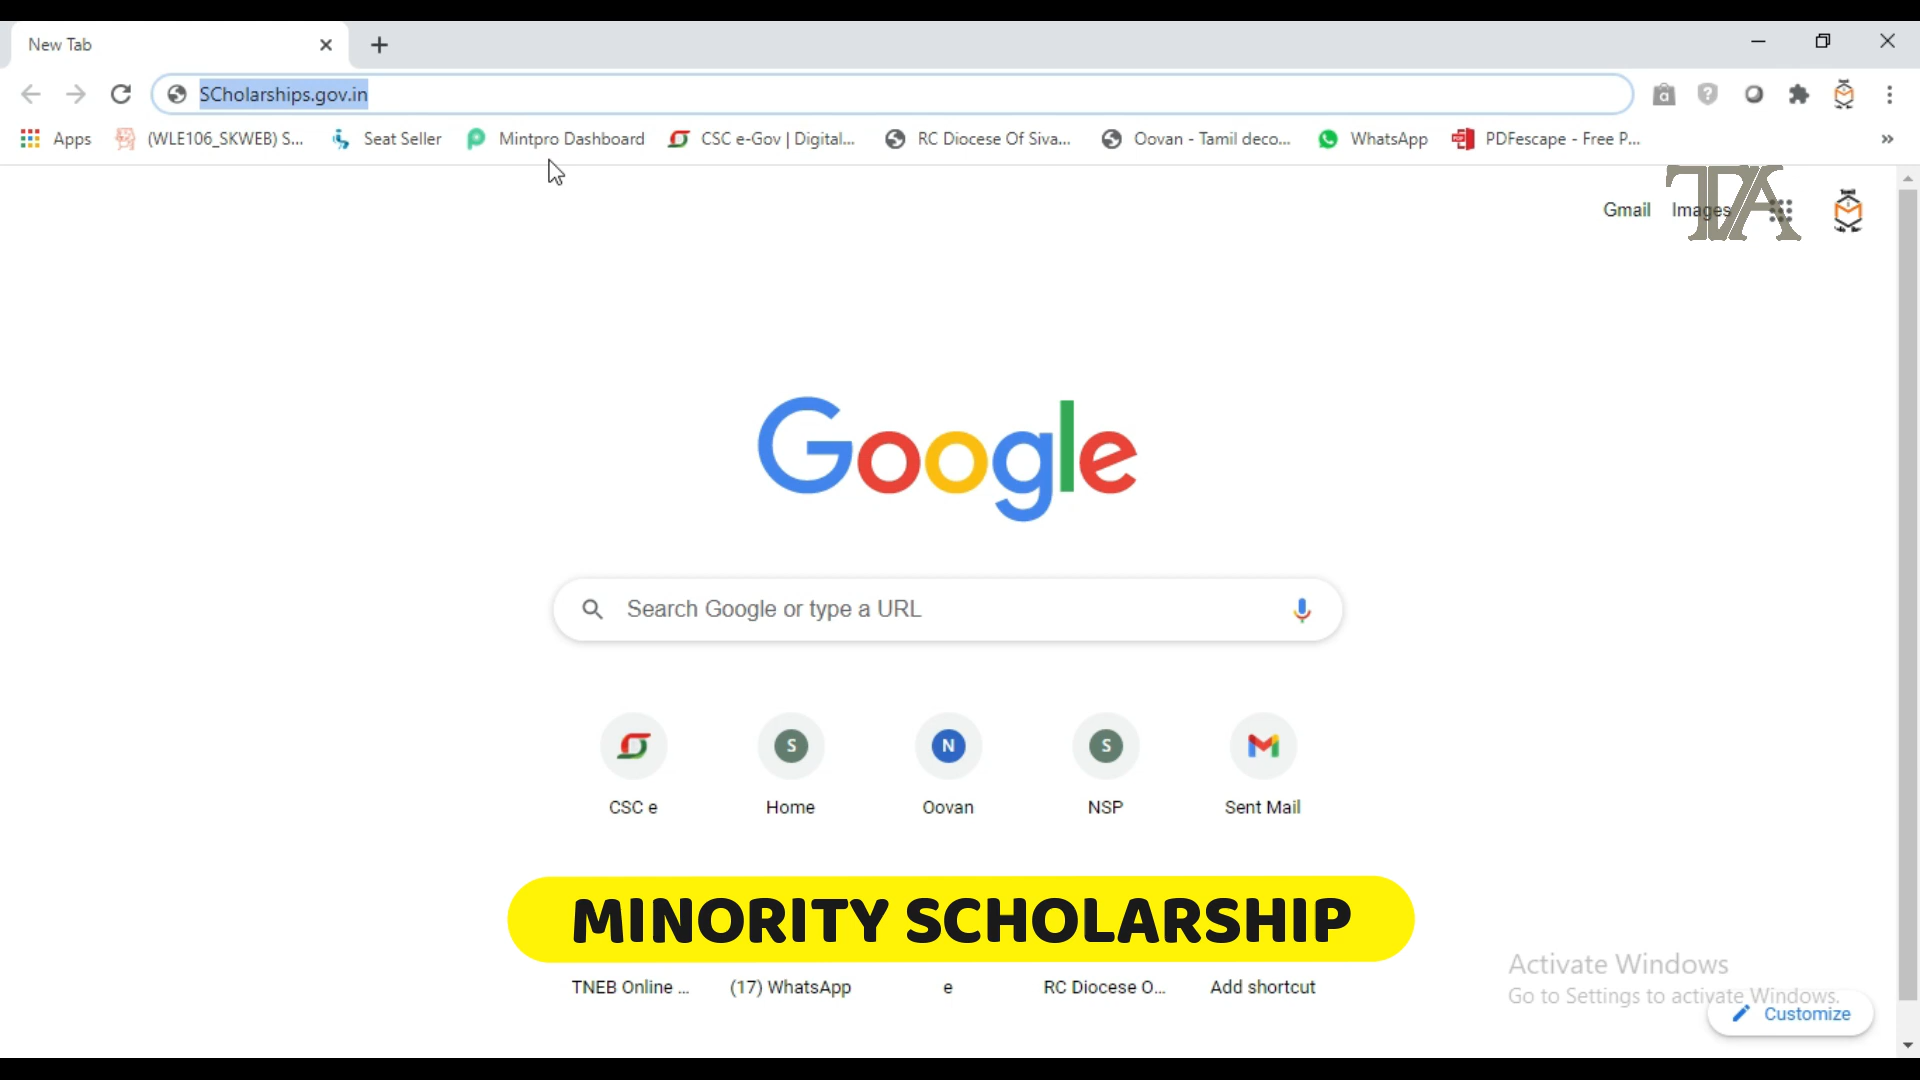 New Tab
SCholarships.gov.in
Apps (WLE106_SKWEB) S... Seat Seller Mintpro Dashboard CSC e-Gov | Digital... RC Diocese Of Siva... Oovan - Tamil deco... WhatsApp PDFescape - Free P... »
Gmail Images
TA
Google
Search Google or type a URL
S N S
CSC e Home Oovan NSP Sent Mail
MINORITY SCHOLARSHIP
TNEB Online ... (17) WhatsApp e RC Diocese O... Add shortcut
Activate Windows
Go to Settings to activate Windows.
Customize